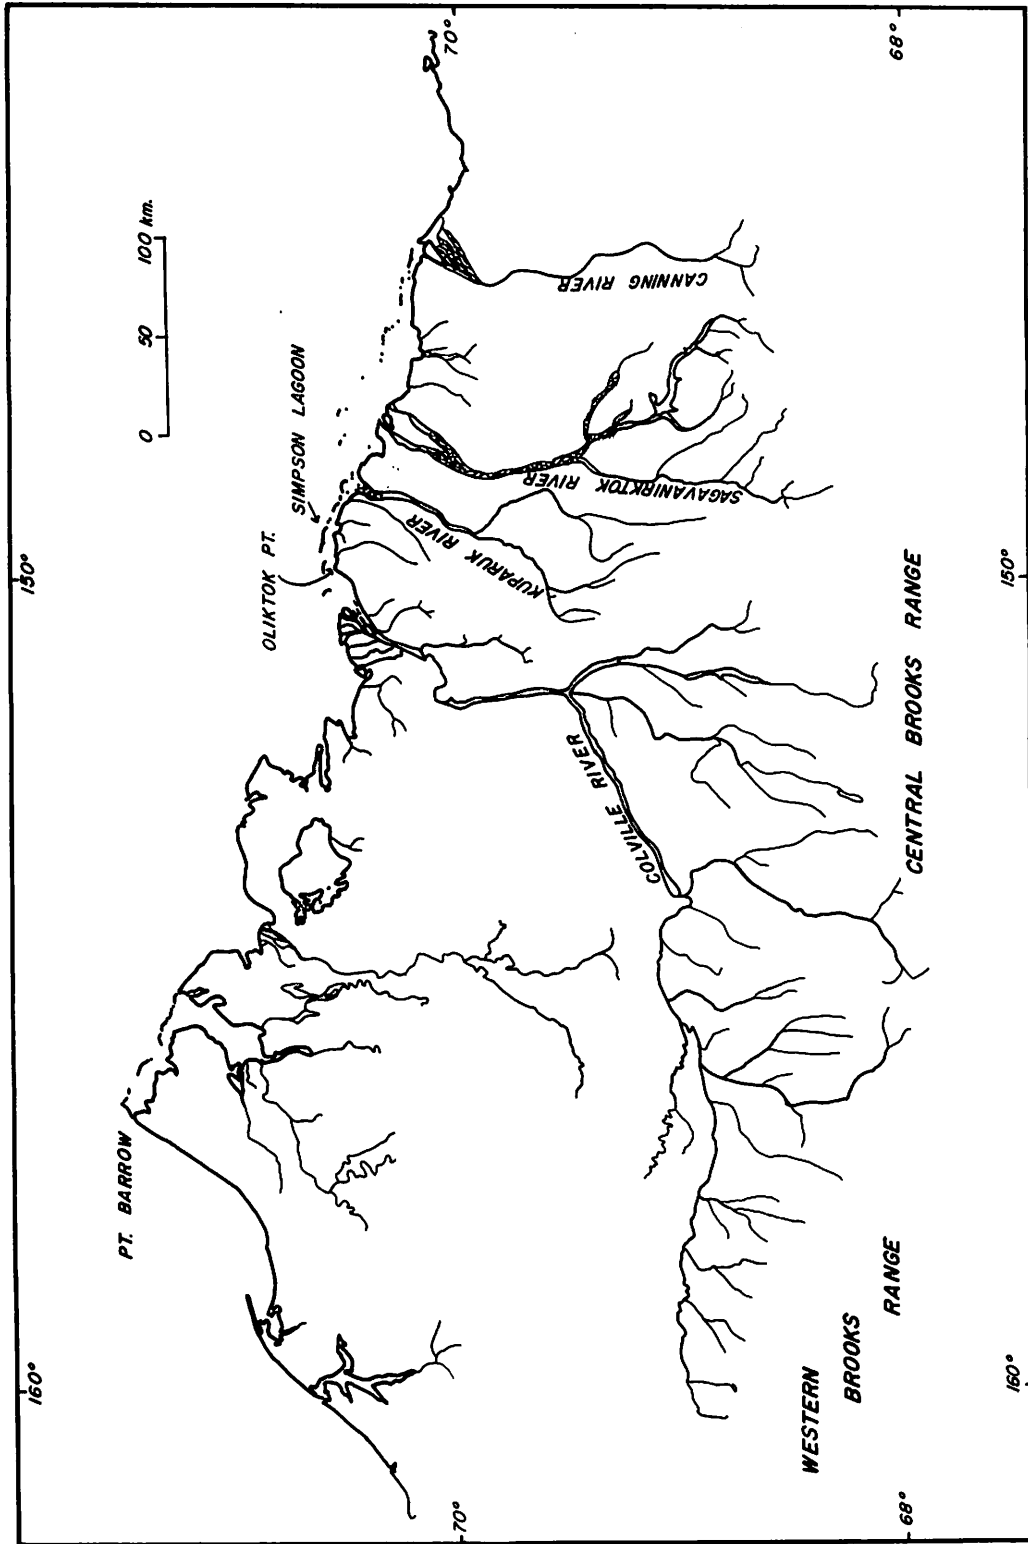 160°
150°
PT. BARROW
OLIKTOK PT.
SIMPSON LAGOON
0 50 100 km.
70°
70°
COLVILLE RIVER
KUPARUK RIVER
SAGAVANIRKTOK RIVER
CANNING RIVER
WESTERN
BROOKS
RANGE
CENTRAL BROOKS RANGE
68°
68°
160°
150°